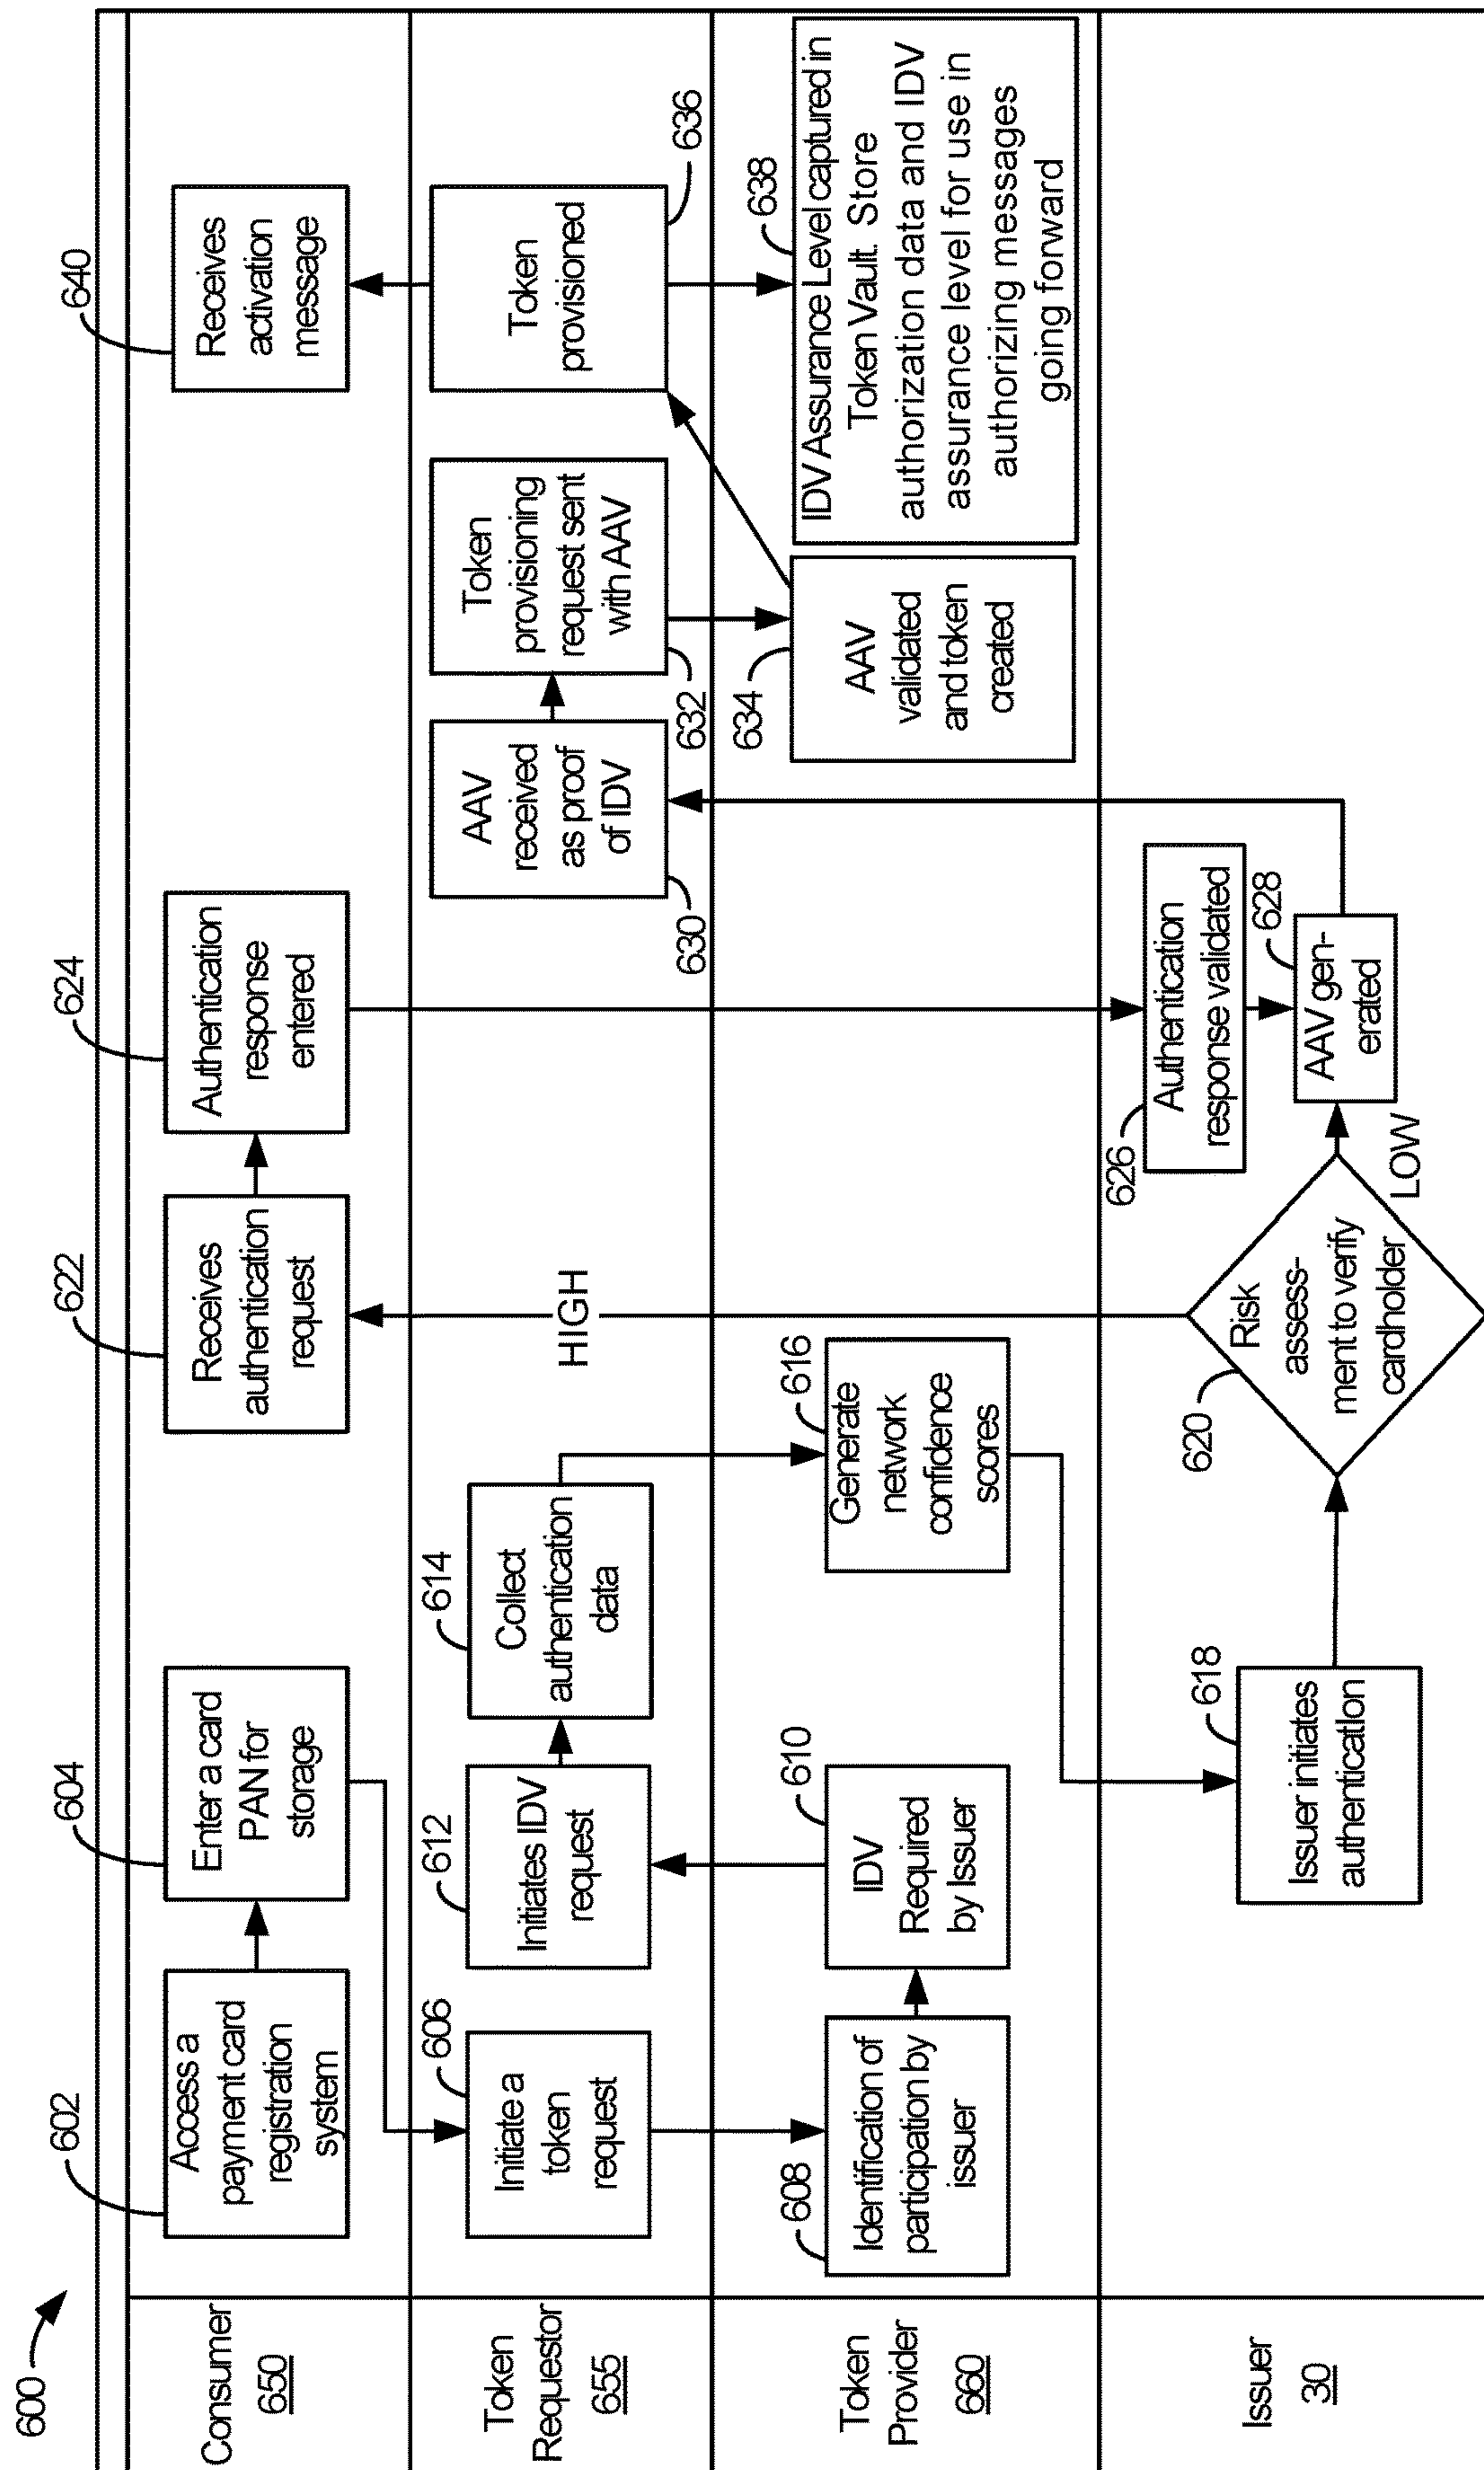 600
Consumer
650
602
Access a
payment card
registration
system
604
Enter a card
PAN for
storage
622
Receives
authentication
request
624
Authentication
response
entered
640
Receives
activation
message
Token
Requestor
655
606
Initiate a
token
request
612
Initiates IDV
request
614
Collect
authentication
data
HIGH
630
AAV
received
as proof
of IDV
632
Token
provisioning
request sent
with AAV
Token
provisioned
636
Token
Provider
660
608
Identification of
participation by
issuer
610
IDV
Required
by Issuer
616
Generate
network
confidence
scores
634
AAV
validated
and token
created
638
IDV Assurance Level captured in
Token Vault. Store
authorization data and IDV
assurance level for use in
authorizing messages
going forward
Issuer
30
618
Issuer initiates
authentication
620
Risk
assess-
ment to verify
cardholder
LOW
626
Authentication
response validated
628
AAV gen-
erated